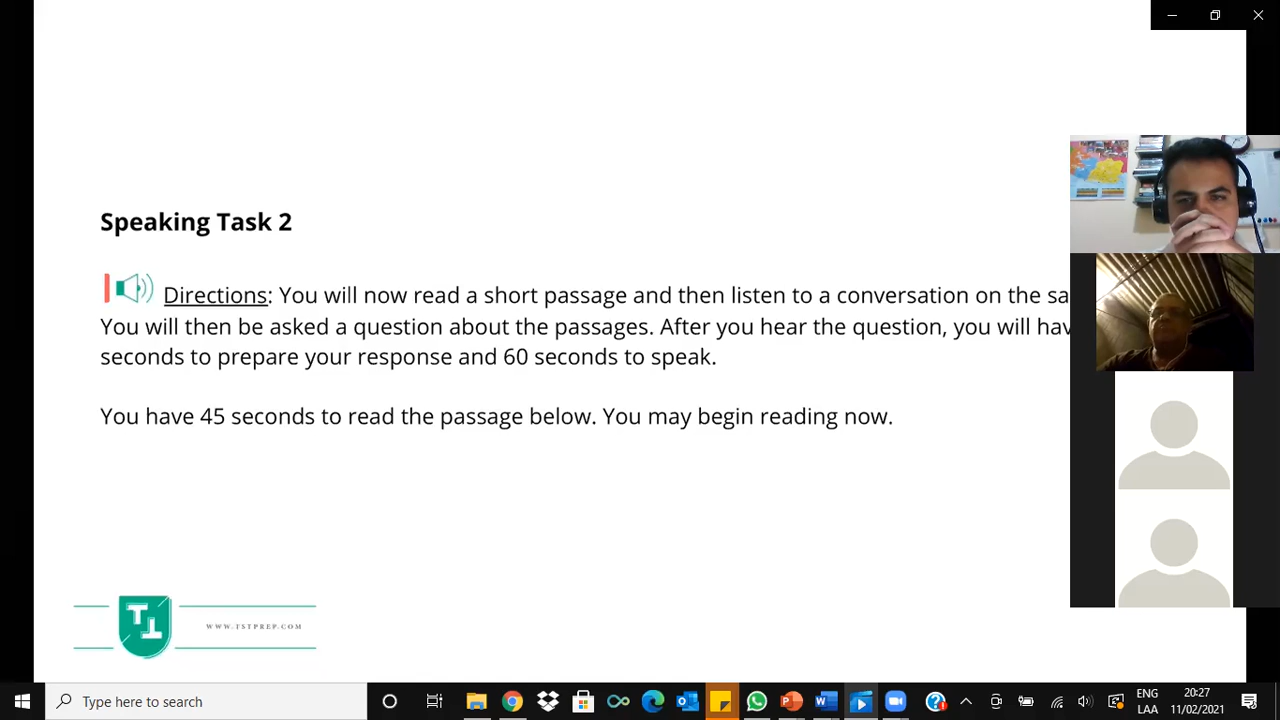 Speaking Task 2
Directions: You will now read a short passage and then listen to a conversation on the sa
You will then be asked a question about the passages. After you hear the question, you will hav
seconds to prepare your response and 60 seconds to speak.
You have 45 seconds to read the passage below. You may begin reading now.
WWW.TSTPREP.COM
Type here to search
ENG
LAA
20:27
11/02/2021